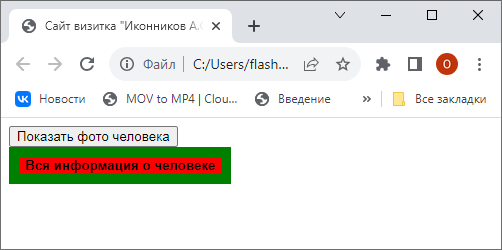 Сайт визитка "Иконников А.С
Файл
C:/Users/flash...
О
Новости
MOV to MP4 | Clou...
Введение
»
Все закладки
Показать фото человека
Вся информация о человеке